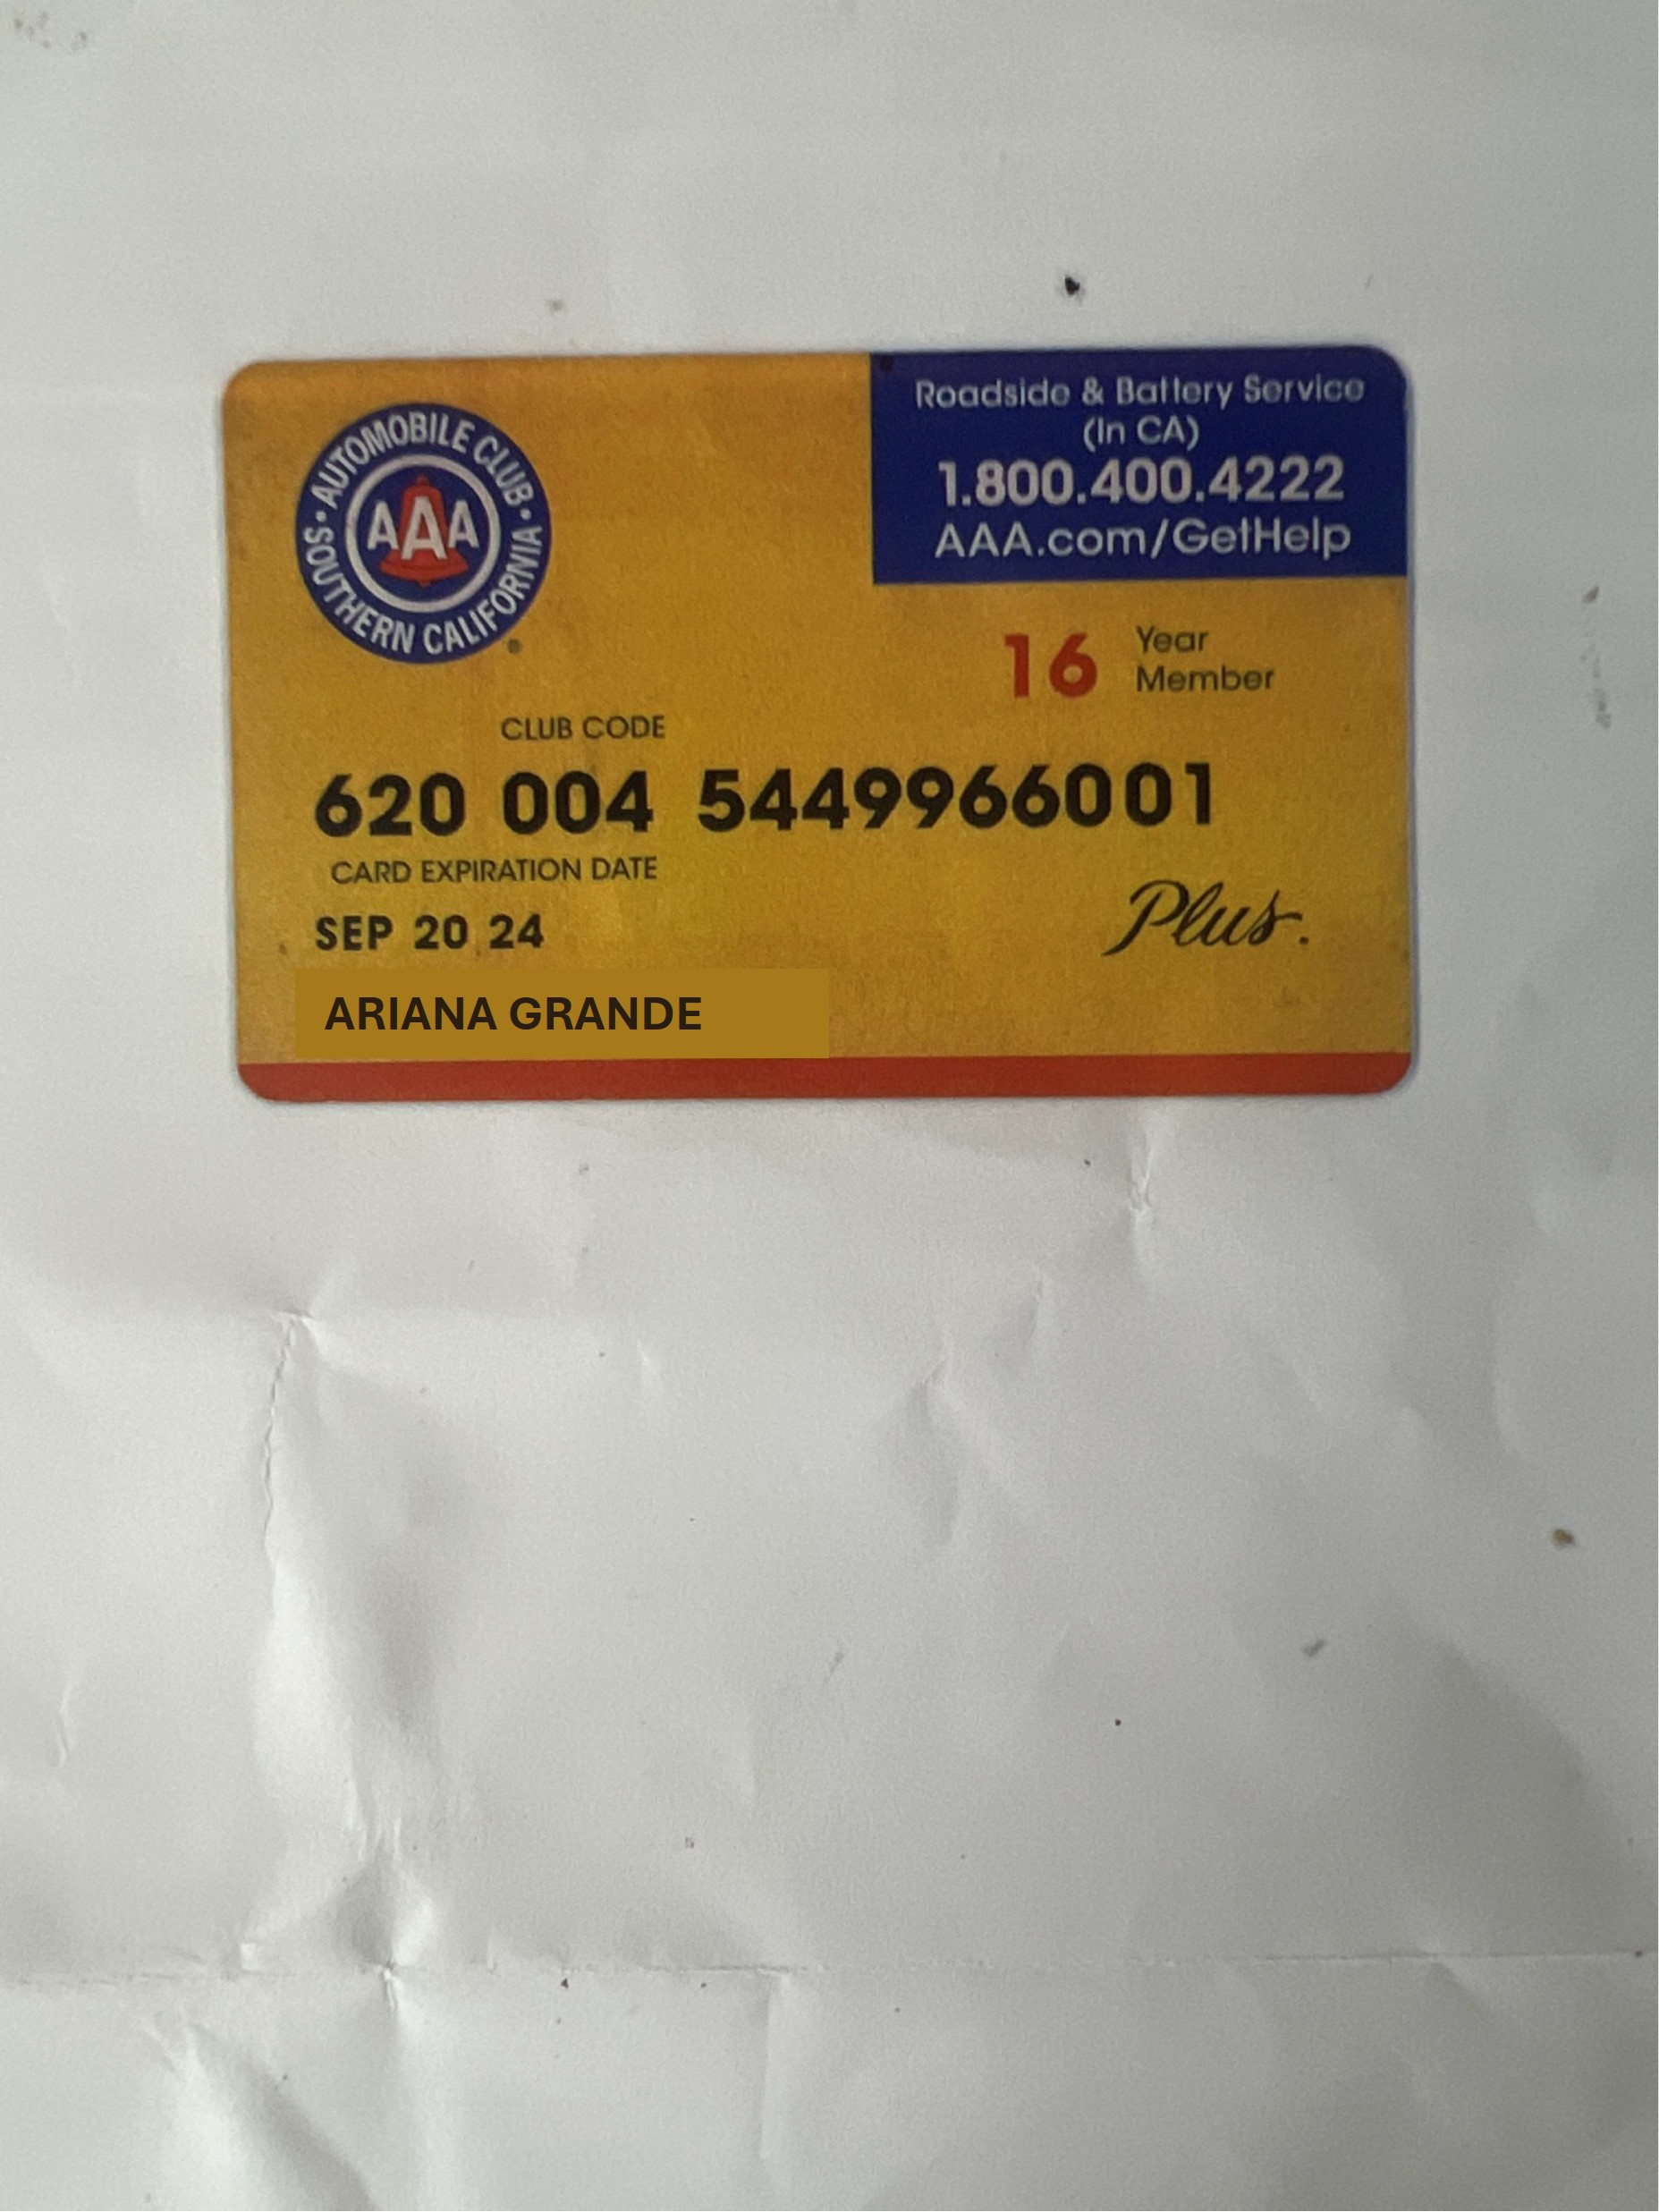 AUTOMOBILE CLUB
AAA
SOUTHERN CALIFORNIA
®
Roadside & Battery Service
(In CA)
1.800.400.4222
AAA.com/GetHelp
16 Year
Member
CLUB CODE
620 004 5449966001
CARD EXPIRATION DATE
SEP 20 24
Plus.
ARIANA GRANDE